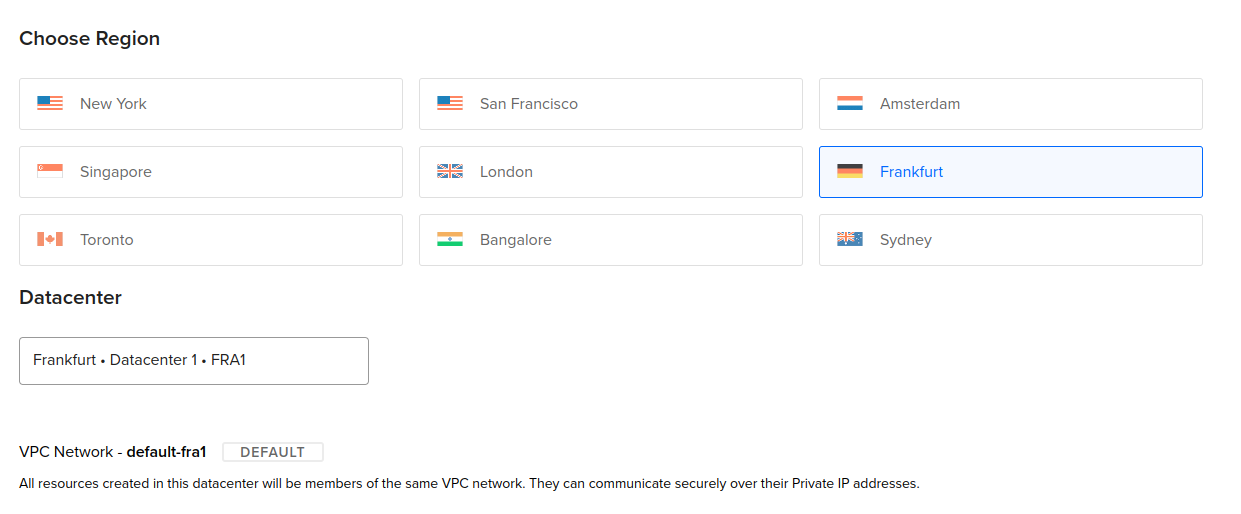 Choose Region
New York
San Francisco
Amsterdam
Singapore
London
Frankfurt
Toronto
Bangalore
Sydney
Datacenter
Frankfurt • Datacenter 1 • FRA1
VPC Network - default-fra1 DEFAULT
All resources created in this datacenter will be members of the same VPC network. They can communicate securely over their Private IP addresses.